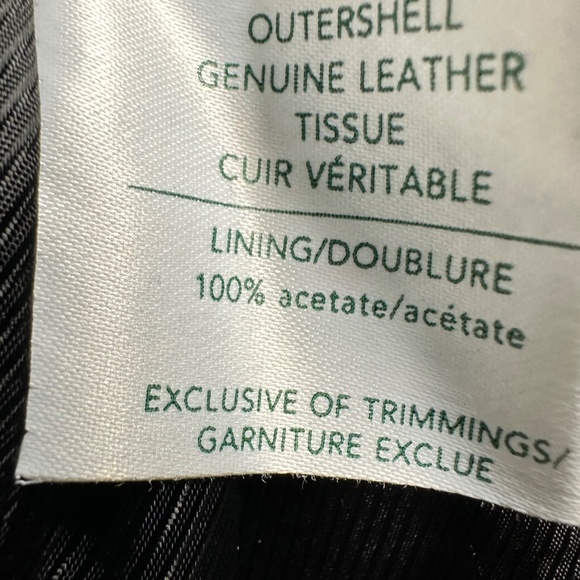 OUTERSHELL
GENUINE LEATHER
TISSUE
CUIR VÉRITABLE
LINING/DOUBLURE
100% acetate/acétate
EXCLUSIVE OF TRIMMINGS/
GARNITURE EXCLUE